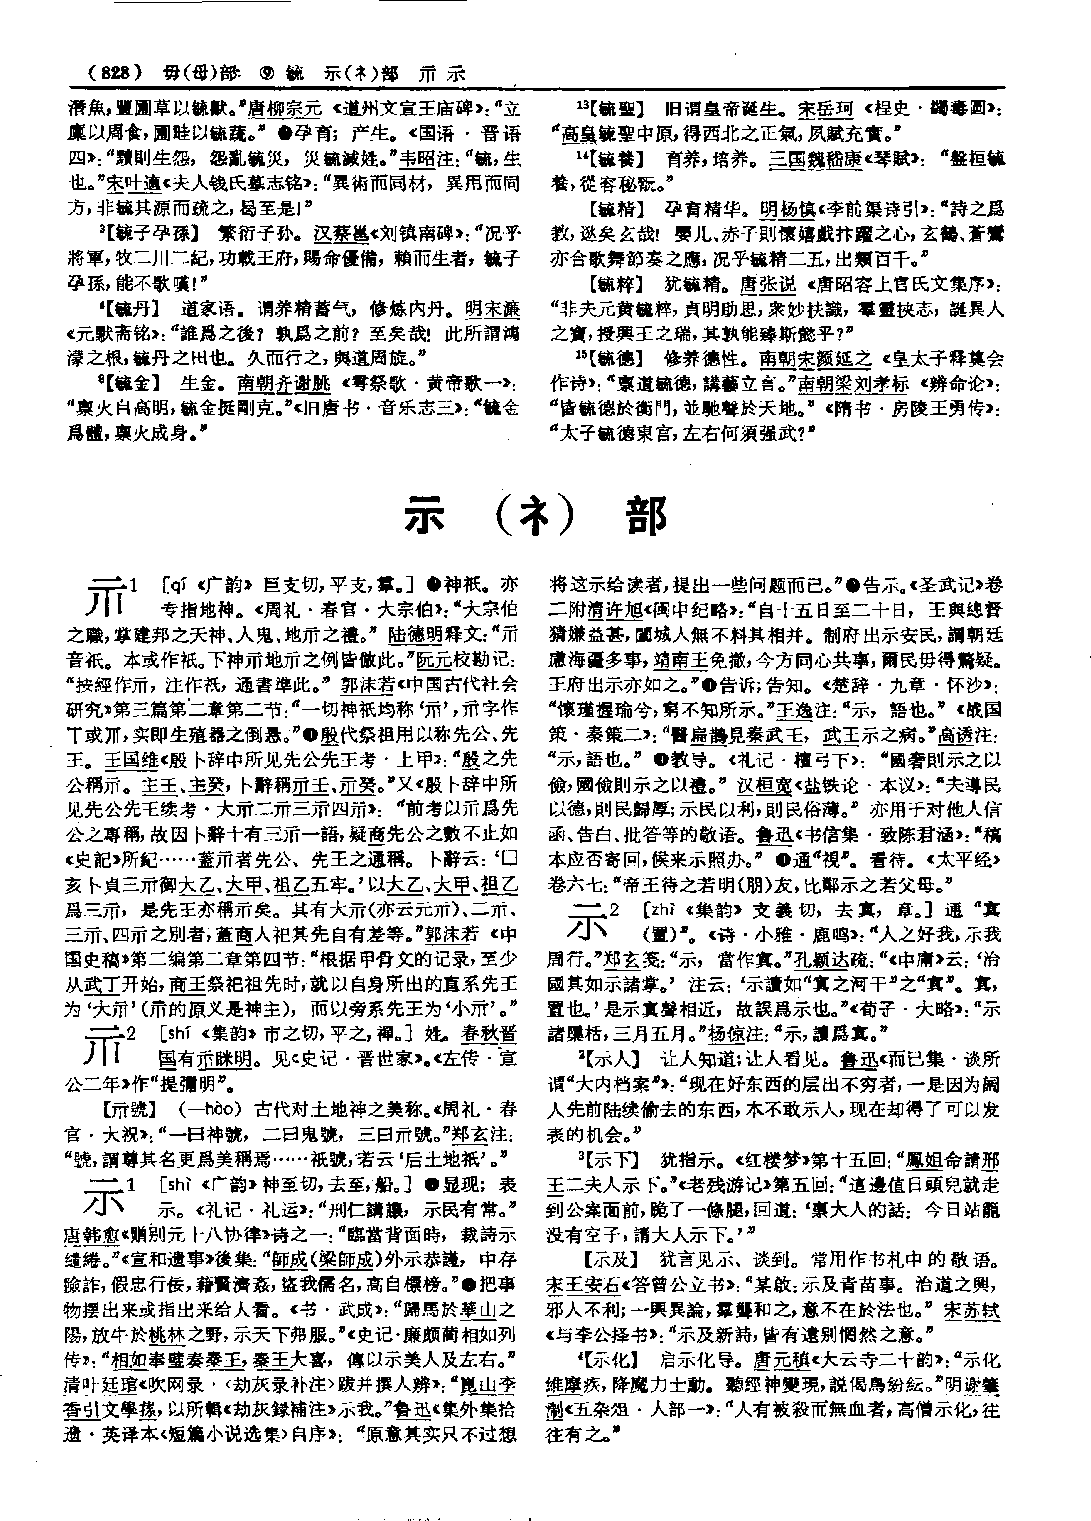 （828） 毋(母)部 ⑨ 毓 示(礻)部 䒑 示
潛魚，豐圃草以毓獸。”唐柳宗元《道州文宣王庙碑》：“立
廩以周食，圃畦以毓蔬。” ●孕育；产生。《国语·晋语
四》：“黷則生怨，怨亂毓災，災毓滅姓。”韦昭注：“毓，生
也。”宋叶適《夫人钱氏墓志铭》：“異術而同材，異用而同
方，非毓其源而疏之，曷至是！”
³【毓子孕孫】 繁衍子孙。汉蔡邕《刘镇南碑》：“况乎
將軍，牧二川二紀，功載王府，賜命優備，賴而生者，毓子
孕孫，能不歌嘆！”
⁴【毓丹】 道家语。谓养精蓄气，修炼内丹。明宋濂
《元默斋铭》：“誰爲之後？孰爲之前？至矣哉！此所謂鴻
濛之根，毓丹之田也。久而行之，與道周旋。”
⁸【毓金】 生金。南朝齐谢朓《雩祭歌·黄帝歌一》：
“禀火自高明，毓金挺剛克。”《旧唐书·音乐志三》：“毓金
爲體，禀火成身。”
¹³【毓聖】 旧谓皇帝诞生。宋岳珂《桯史·蠲毒圆》：
“高皇毓聖中原，得西北之正氣，夙賦充實。”
¹⁴【毓養】 育养，培养。三国魏嵇康《琴賦》：“盤桓毓
養，從容秘翫。”
【毓精】 孕育精华。明杨慎《李前渠诗引》：“詩之爲
教，逖矣玄哉！嬰儿、赤子則懷嬉戲抃躍之心，玄鶴、蒼鸞
亦合歌舞節奏之應，况乎毓精二五，出類百千。”
【毓粹】 犹毓精。唐张说《唐昭容上官氏文集序》：
“非夫元黄毓粹，貞明助思，衆妙扶識，羣靈挾志，誕異人
之寶，授興王之瑞，其孰能臻斯懿乎？”
¹⁵【毓德】 修养德性。南朝宋颜延之《皇太子释奠会
作诗》：“禀道毓德，講藝立言。”南朝梁刘孝标《辨命论》：
“皆毓德於衡門，並馳聲於天地。”《隋书·房陵王勇传》：
“太子毓德東宫，左右何須强武？”
示 （礻） 部
1 [qí《广韵》巨支切，平支，羣。] ●神祇。亦
专指地神。《周礼·春官·大宗伯》：“大宗伯
之職，掌建邦之天神、人鬼、地示之禮。”陆德明释文：“示
音祇。本或作祇。下神示地示之例皆倣此。”阮元校勘记：
“按經作示，注作祇，通書準此。”郭沫若《中国古代社会
研究》第三篇第二章第二节：“一切神祇均称‘示’，示字作
丅或丌，实即生殖器之倒悬。”●殷代祭祖用以称先公、先
王。王国维《殷卜辞中所见先公先王考·上甲》：“殷之先
公稱示。主壬、主癸，卜辭稱示壬、示癸。”又《殷卜辞中所
见先公先王续考·大示二示三示四示》：“前考以示爲先
公之專稱，故因卜辭十有三示一語，疑商先公之數不止如
《史記》所紀……蓋示者先公、先王之通稱。卜辭云：‘口
亥卜貞三示御大乙、大甲、祖乙五牢。’以大乙、大甲、祖乙
爲三示，是先王亦稱示矣。其有大示(亦云元示)、二示、
三示、四示之别者，蓋商人祀其先自有差等。”郭沫若《中
国史稿》第二编第二章第四节：“根据甲骨文的记录，至少
从武丁开始，商王祭祀祖先时，就以自身所出的直系先王
为‘大示’（示的原义是神主），而以旁系先王为‘小示’。”
2 [shí《集韵》市之切，平之，禅。] 姓。春秋晋
国有示眯明。见《史记·晋世家》。《左传·宣
公二年》作“提彌明”。
【示號】 （—hào）古代对土地神之美称。《周礼·春
官·大祝》：“一曰神號，二曰鬼號，三曰示號。”郑玄注：
“號，謂尊其名更爲美稱焉……祇號，若云‘后土地祇’。”
示1 [shì《广韵》神至切，去至，船。] ●显现；表
示。《礼记·礼运》：“刑仁講讓，示民有常。”
唐韩愈《赠别元十八协律》诗之一：“臨當背面時，裁詩示
繾綣。”《宣和遗事》後集：“師成(梁師成)外示恭謹，中存
險詐，假忠行佞，藉賢濟姦，盗我儒名，高自標榜。”●把事
物摆出来或指出来给人看。《书·武成》：“歸馬於華山之
陽，放牛於桃林之野，示天下弗服。”《史记·廉颇蔺相如列
传》：“相如奉璧奏秦王，秦王大喜，傳以示美人及左右。”
清叶廷琯《吹网录·〈劫灰录补注〉跋并撰人辨》：“崑山李
香引文學孫，以所輯《劫灰録補注》示我。”鲁迅《集外集拾
遗·英译本〈短篇小说选集〉自序》：“原意其实只不过想
将这示给读者，提出一些问题而已。”●告示。《圣武记》卷
二附清许旭《闽中纪略》：“自十五日至二十日，王與總督
猜嫌益甚，闔城人無不料其相并。制府出示安民，謂朝廷
慮海疆多事，靖南王免撤，今方同心共事，爾民毋得驚疑。
王府出示亦如之。”●告诉；告知。《楚辞·九章·怀沙》：
“懷瑾握瑜兮，窮不知所示。”王逸注：“示，語也。”《战国
策·秦策二》：“醫扁鵲見秦武王，武王示之病。”高诱注：
“示，語也。” ●教导。《礼记·檀弓下》：“國奢則示之以
儉，國儉則示之以禮。”汉桓宽《盐铁论·本议》：“夫導民
以德，則民歸厚；示民以利，則民俗薄。” 亦用于对他人信
函、告白、批答等的敬语。鲁迅《书信集·致陈君涵》：“稿
本应否寄回，候来示照办。” ●通“視”。看待。《太平经》
卷六七：“帝王待之若明(朋)友，比鄰示之若父母。”
示2 [zhì《集韵》支義切，去寘，章。] 通“寘
(置)”。《诗·小雅·鹿鸣》：“人之好我，示我
周行。”郑玄笺：“示，當作寘。”孔颖达疏：“《中庸》云：‘治
國其如示諸掌。’注云：‘示讀如“寘之河干”之“寘”。寘，
置也。’是示寘聲相近，故誤爲示也。”《荀子·大略》：“示
諸檃栝，三月五月。”杨倞注：“示，讀爲寘。”
²【示人】 让人知道；让人看见。鲁迅《而已集·谈所
谓“大内档案”》：“现在好东西的层出不穷者，一是因为阔
人先前陆续偷去的东西，本不敢示人，现在却得了可以发
表的机会。”
³【示下】 犹指示。《红楼梦》第十五回：“鳳姐命請邢
王二夫人示下。”《老残游记》第五回：“這邊值日頭兒就走
到公案面前，跪了一條腿，回道：‘禀大人的話：今日站籠
没有空子，請大人示下。’”
【示及】 犹言见示、谈到。常用作书札中的敬语。
宋王安石《答曾公立书》：“某啟：示及青苗事。治道之興，
邪人不利；一興異論，羣聾和之，意不在於法也。”宋苏轼
《与李公择书》：“示及新詩，皆有遠别惘然之意。”
⁴【示化】 启示化导。唐元稹《大云寺二十韵》：“示化
維摩疾，降魔力士動。聽經神變現，説偈鳥紛紜。”明谢肇
淛《五杂俎·人部一》：“人有被殺而無血者，高僧示化，往
往有之。”